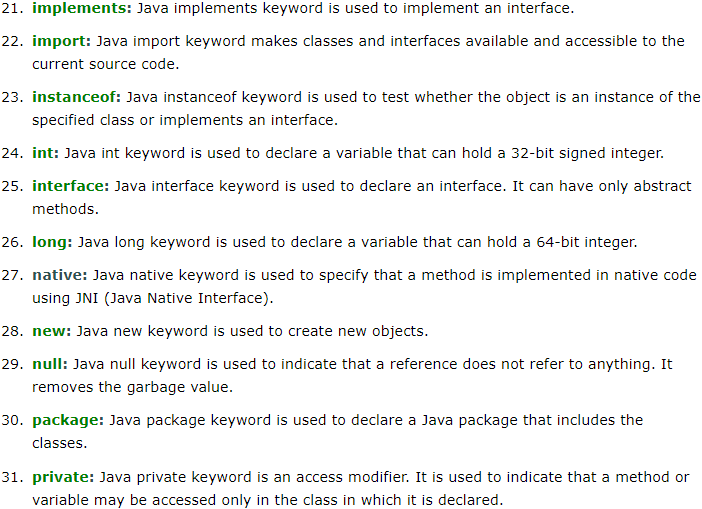 21. implements: Java implements keyword is used to implement an interface.
22. import: Java import keyword makes classes and interfaces available and accessible to the
current source code.
23. instanceof: Java instanceof keyword is used to test whether the object is an instance of the
specified class or implements an interface.
24. int: Java int keyword is used to declare a variable that can hold a 32-bit signed integer.
25. interface: Java interface keyword is used to declare an interface. It can have only abstract
methods.
26. long: Java long keyword is used to declare a variable that can hold a 64-bit integer.
27. native: Java native keyword is used to specify that a method is implemented in native code
using JNI (Java Native Interface).
28. new: Java new keyword is used to create new objects.
29. null: Java null keyword is used to indicate that a reference does not refer to anything. It
removes the garbage value.
30. package: Java package keyword is used to declare a Java package that includes the
classes.
31. private: Java private keyword is an access modifier. It is used to indicate that a method or
variable may be accessed only in the class in which it is declared.